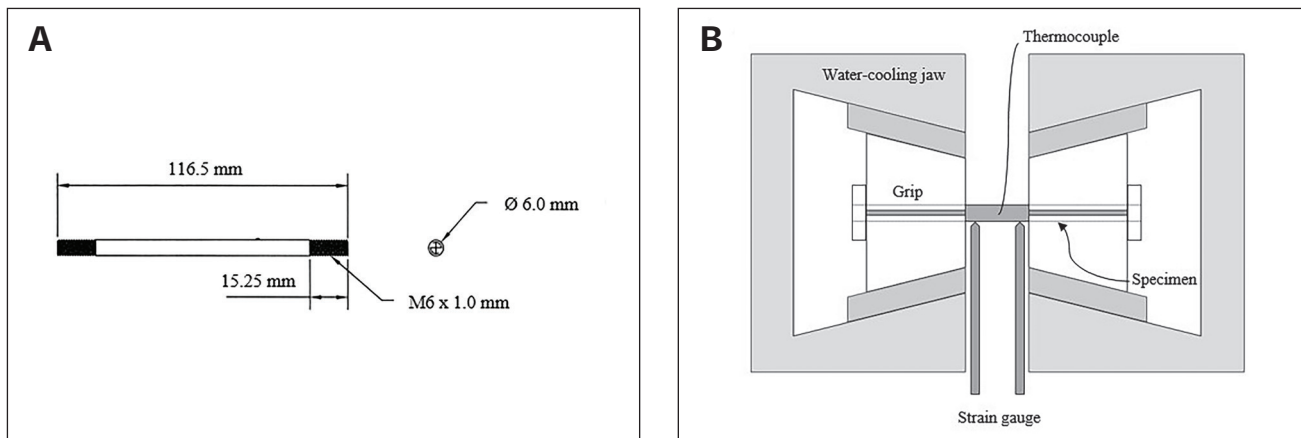 A
116.5 mm
Ø 6.0 mm
15.25 mm
M6 x 1.0 mm
B
Thermocouple
Water-cooling jaw
Grip
Specimen
Strain gauge